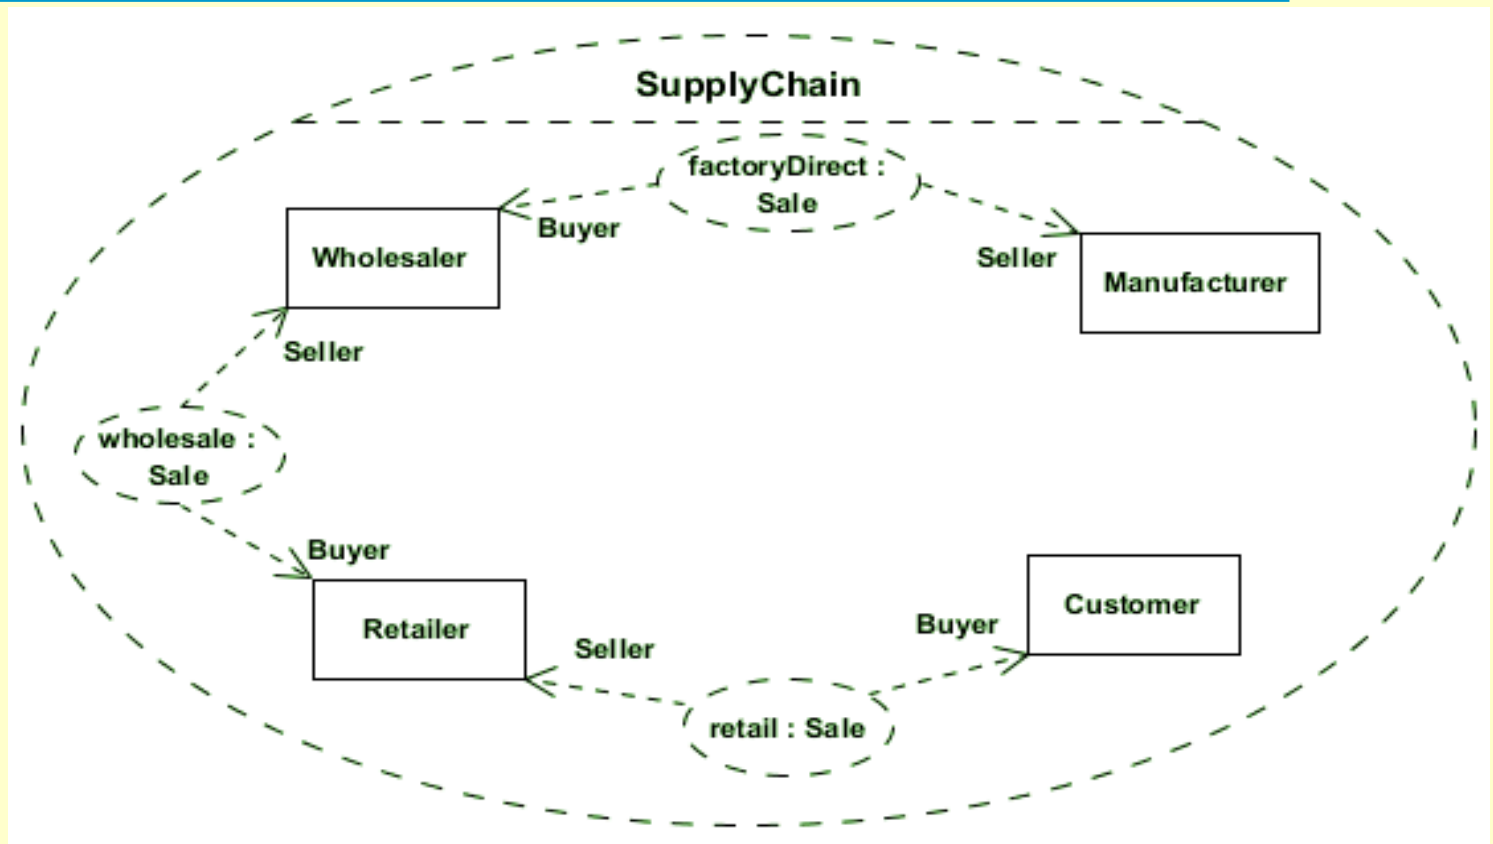 SupplyChain
factoryDirect :
Sale
Buyer
Wholesaler
Seller
Manufacturer
Seller
wholesale :
Sale
Buyer
Retailer
Seller
Buyer
Customer
retail : Sale